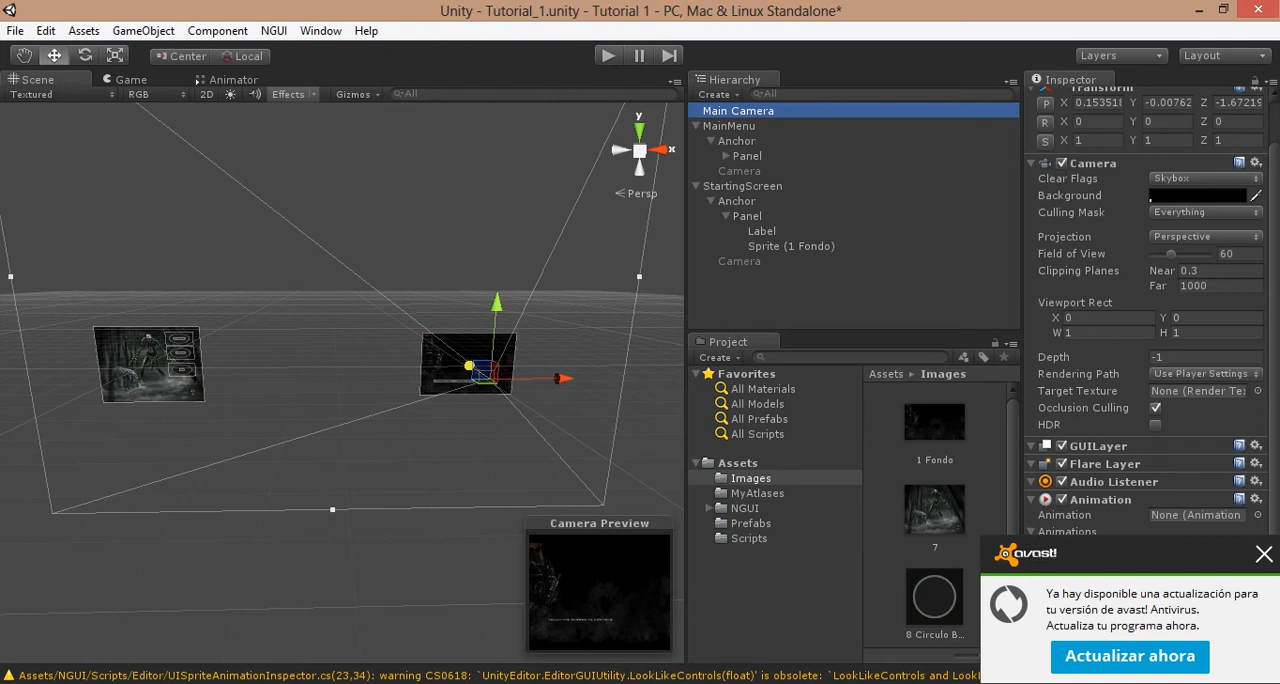 Unity - Tutorial_1.unity - Tutorial 1 - PC, Mac & Linux Standalone*
File Edit Assets GameObject Component NGUI Window Help
Center Local Layers Layout
Scene Game Animator
Textured RGB 2D Effects Gizmos All
y
x
Persp
Camera Preview
Hierarchy
Create All
Main Camera
MainMenu
Anchor
Panel
Camera
StartingScreen
Anchor
Panel
Label
Sprite (1 Fondo)
Camera
Project
Create
Favorites
All Materials
All Models
All Prefabs
All Scripts
Assets
Images
MyAtlases
NGUI
Prefabs
Scripts
Assets Images
1 Fondo
7
8 Circulo B...
Inspector
Transform
P X 0.153518 Y -0.00762 Z -1.67219
R X 0 Y 0 Z 0
S X 1 Y 1 Z 1
Camera
Clear Flags Skybox
Background
Culling Mask Everything
Projection Perspective
Field of View 60
Clipping Planes Near 0.3
Far 1000
Viewport Rect
X 0 Y 0
W 1 H 1
Depth -1
Rendering Path Use Player Settings
Target Texture None (Render Te:
Occlusion Culling
HDR
GUILayer
Flare Layer
Audio Listener
Animation
Animation None (Animation
Animations
avast!
Ya hay disponible una actualización para
tu versión de avast! Antivirus.
Actualiza tu programa ahora.
Actualizar ahora
Assets/NGUI/Scripts/Editor/UISpriteAnimationInspector.cs(23,34): warning CS0618: `UnityEditor.EditorGUIUtility.LookLikeControls(float)' is obsolete: `LookLikeControls and LookL